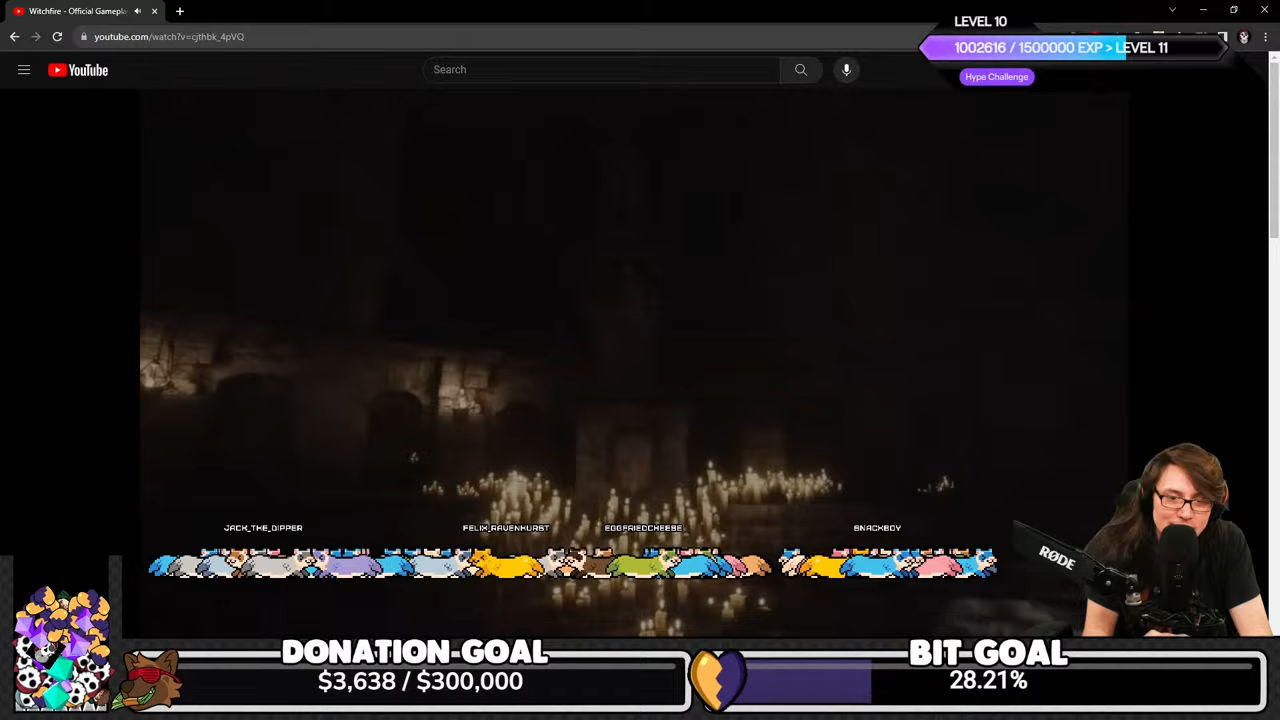 Witchfire - Official Gamepla
youtube.com/watch?v=cjthbk_4pVQ
LEVEL 10
1002616 / 1500000 EXP > LEVEL 11
Hype Challenge
YouTube
Search
JACK_THE_DIPPER
FELIX_RAVENHURST
EGGFRIEDCHEESE
SNACKBOY
RØDE
DONATION GOAL
$3,638 / $300,000
BIT GOAL
28.21%